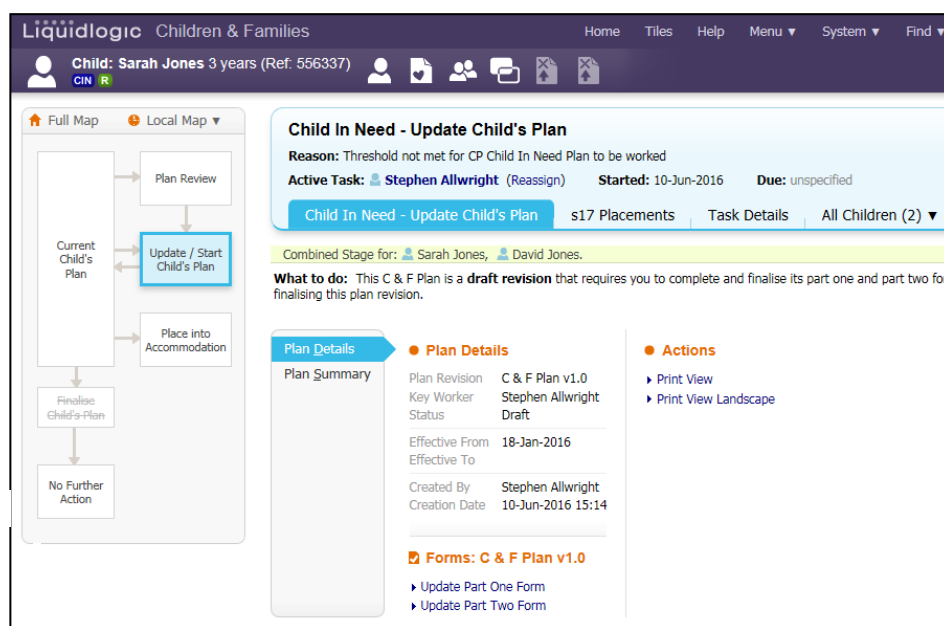 Liquidlogic Children & Families
Home Tiles Help Menu ▼ System ▼ Find ▼
Child: Sarah Jones 3 years (Ref: 556337)
CIN R
Full Map Local Map ▼
Current Child's Plan
Plan Review
Update / Start Child's Plan
Place into Accommodation
Finalise Child's Plan
No Further Action
Child In Need - Update Child's Plan
Reason: Threshold not met for CP Child In Need Plan to be worked
Active Task: Stephen Allwright (Reassign) Started: 10-Jun-2016 Due: unspecified
Child In Need - Update Child's Plan s17 Placements Task Details All Children (2) ▼
Combined Stage for: Sarah Jones, David Jones.
What to do: This C & F Plan is a draft revision that requires you to complete and finalise its part one and part two for
finalising this plan revision.
Plan Details
Plan Summary
Plan Details
Plan Revision C & F Plan v1.0
Key Worker Stephen Allwright
Status Draft
Effective From 18-Jan-2016
Effective To
Created By Stephen Allwright
Creation Date 10-Jun-2016 15:14
Forms: C & F Plan v1.0
Update Part One Form
Update Part Two Form
Actions
Print View
Print View Landscape